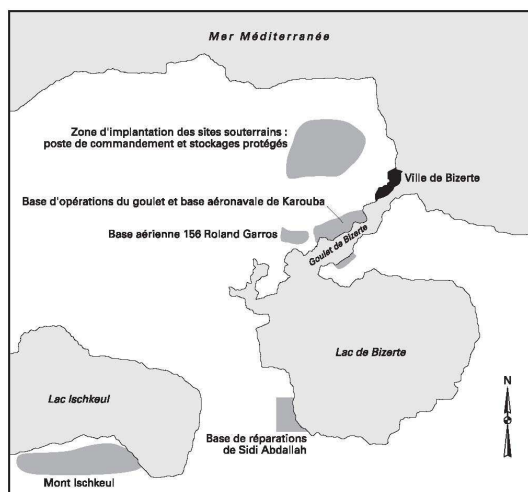 Mer Méditerranée
Zone d'implantation des sites souterrains :
poste de commandement et stockages protégés
Ville de Bizerte
Base d'opérations du goulet et base aéronavale de Karouba
Base aérienne 156 Roland Garros
Goulet de Bizerte
Lac de Bizerte
Lac Ischkeul
N
Base de réparations
de Sidi Abdallah
Mont Ischkeul